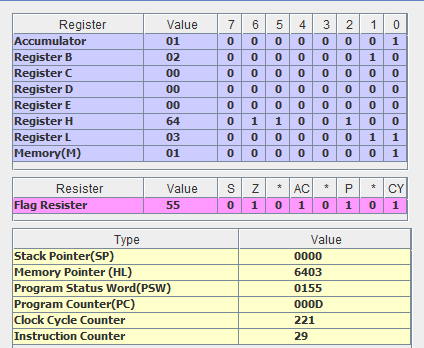 Register Value 7 6 5 4 3 2 1 0
Accumulator 01 0 0 0 0 0 0 0 1
Register B 02 0 0 0 0 0 0 1 0
Register C 00 0 0 0 0 0 0 0 0
Register D 00 0 0 0 0 0 0 0 0
Register E 00 0 0 0 0 0 0 0 0
Register H 64 0 1 1 0 0 1 0 0
Register L 03 0 0 0 0 0 0 1 1
Memory(M) 01 0 0 0 0 0 0 0 1
Resister Value S Z * AC * P * CY
Flag Resister 55 0 1 0 1 0 1 0 1
Type Value
Stack Pointer(SP) 0000
Memory Pointer (HL) 6403
Program Status Word(PSW) 0155
Program Counter(PC) 000D
Clock Cycle Counter 221
Instruction Counter 29